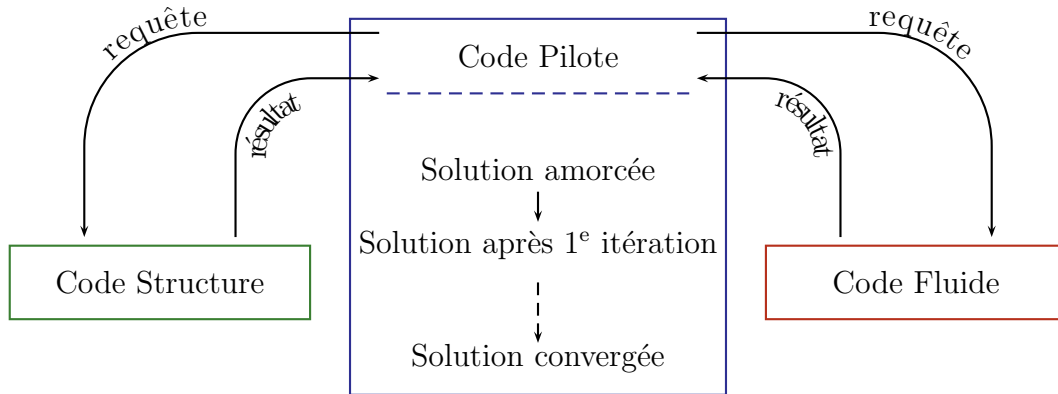 requête
requête
Code Pilote
résultat
résultat
Solution amorcée
Solution après 1ᵉ itération
Code Structure
Code Fluide
Solution convergée